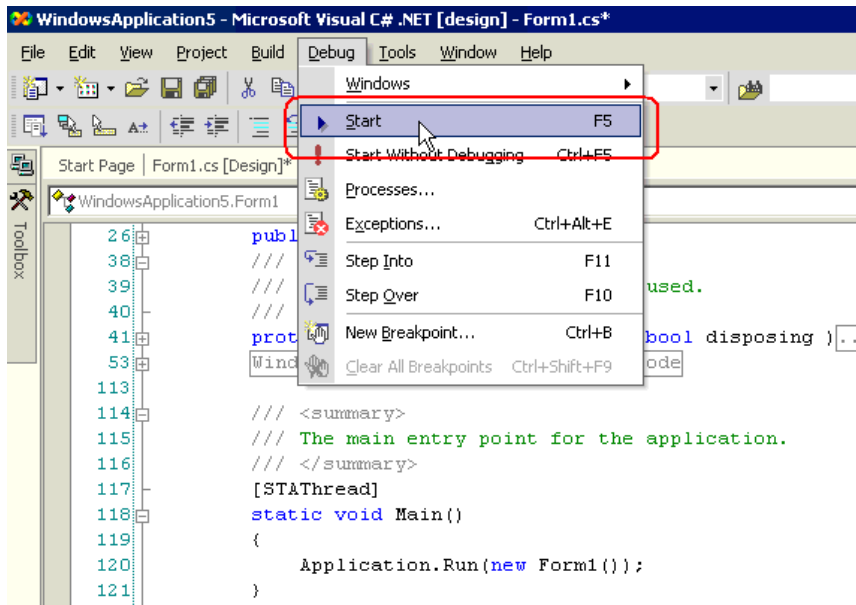 WindowsApplication5 - Microsoft Visual C# .NET [design] - Form1.cs*
File Edit View Project Build Debug Tools Window Help
Windows
Start F5
Start Without Debugging Ctrl+F5
Start Page Form1.cs [Design]*
Processes...
WindowsApplication5.Form1
Exceptions... Ctrl+Alt+E
Toolbox
26 publ
38 /// Step Into F11
39 /// used.
40 /// Step Over F10
41 prot New Breakpoint... Ctrl+B bool disposing )..
53 Wind Clear All Breakpoints Ctrl+Shift+F9 ode
113
114 /// <summary>
115 /// The main entry point for the application.
116 /// </summary>
117 [STAThread]
118 static void Main()
119 {
120 Application.Run(new Form1());
121 }